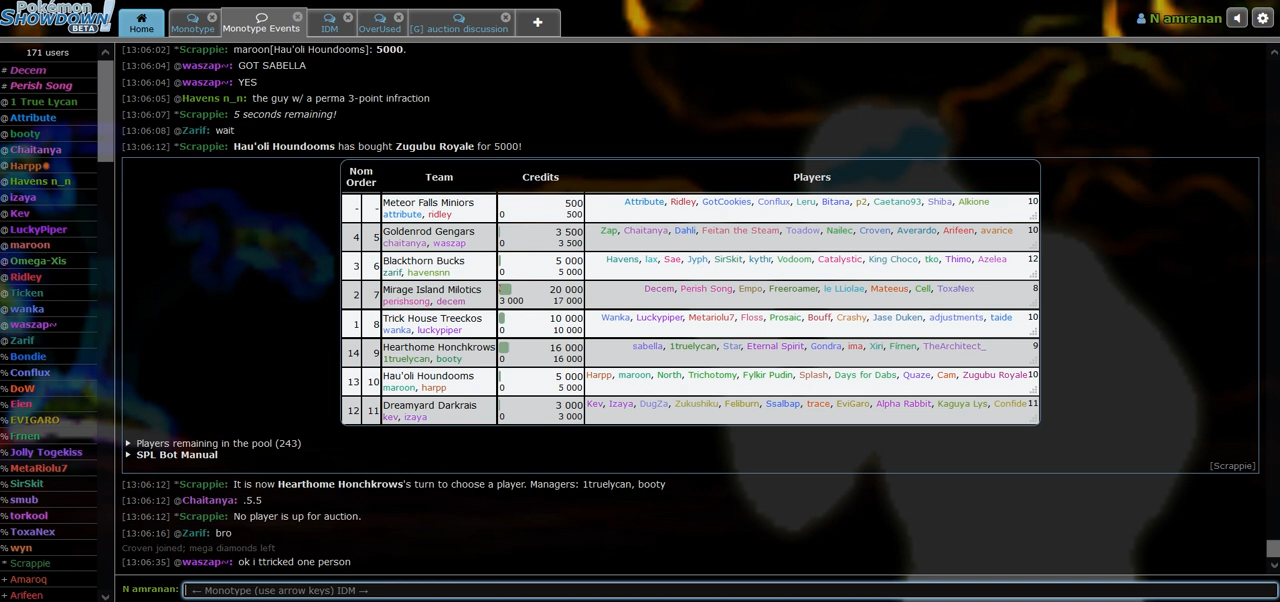 Pokémon
SHOWDOWN!
BETA
Home
Monotype
Monotype Events
IDM
OverUsed
[G] auction discussion
+
N amranan
171 users
# Decem
# Perish Song
@ 1 True Lycan
@ Attribute
@ booty
@ Chaitanya
@ Harpp
@ Havens n_n
@ izaya
@ Kev
@ LuckyPiper
@ maroon
@ Omega-Xis
@ Ridley
@ Ticken
@ wanka
@ waszap~
@ Zarif
% Bondie
% Conflux
% DoW
% Elen
% EVIGARO
% Frnen
% Jolly Togekiss
% MetaRiolu7
% SirSkit
% smub
% torkool
% ToxaNex
% wyn
* Scrappie
+ Amaroq
+ Arifeen
[13:06:02] *Scrappie: maroon[Hau'oli Houndooms]: 5000.
[13:06:04] @waszap~: GOT SABELLA
[13:06:04] @waszap~: YES
[13:06:05] @Havens n_n: the guy w/ a perma 3-point infraction
[13:06:07] *Scrappie: 5 seconds remaining!
[13:06:08] @Zarif: wait
[13:06:12] *Scrappie: Hau'oli Houndooms has bought Zugubu Royale for 5000!
Nom Order Team Credits Players
- - Meteor Falls Miniors 500 Attribute, Ridley, GotCookies, Conflux, Leru, Bitana, p2, Caetano93, Shiba, Alkione 10
attribute, ridley 0 500
4 5 Goldenrod Gengars 3 500 Zap, Chaitanya, Dahli, Feitan the Steam, Toadow, Nailec, Croven, Averardo, Arifeen, avarice 10
chaitanya, waszap 0 3 500
3 6 Blackthorn Bucks 5 000 Havens, lax, Sae, Jyph, SirSkit, kythr, Vodoom, Catalystic, King Choco, tko, Thimo, Azelea 12
zarif, havensnn 0 5 000
2 7 Mirage Island Milotics 20 000 Decem, Perish Song, Empo, Freeroamer, le LLiolae, Mateeus, Cell, ToxaNex 8
perishsong, decem 3 000 17 000
1 8 Trick House Treeckos 10 000 Wanka, Luckypiper, Metariolu7, Floss, Prosaic, Bouff, Crashy, Jase Duken, adjustments, taide 10
wanka, luckypiper 0 10 000
14 9 Hearthome Honchkrows 16 000 sabella, 1truelycan, Star, Eternal Spirit, Gondra, ima, Xiri, Firnen, TheArchitect_ 9
1truelycan, booty 0 16 000
13 10 Hau'oli Houndooms 5 000 Harpp, maroon, North, Trichotomy, Fylkir Pudin, Splash, Days for Dabs, Quaze, Cam, Zugubu Royale 10
maroon, harpp 0 5 000
12 11 Dreamyard Darkrais 3 000 Kev, Izaya, DugZa, Zukushiku, Feliburn, Ssalbap, trace, EviGaro, Alpha Rabbit, Kaguya Lys, Confide 11
kev, izaya 0 3 000
Players remaining in the pool (243)
SPL Bot Manual
[Scrappie]
[13:06:12] *Scrappie: It is now Hearthome Honchkrows's turn to choose a player. Managers: 1truelycan, booty
[13:06:12] @Chaitanya: .5.5
[13:06:12] *Scrappie: No player is up for auction.
[13:06:16] @Zarif: bro
Croven joined; mega diamonds left
[13:06:35] @waszap~: ok i ttricked one person
N amranan: ← Monotype (use arrow keys) IDM →